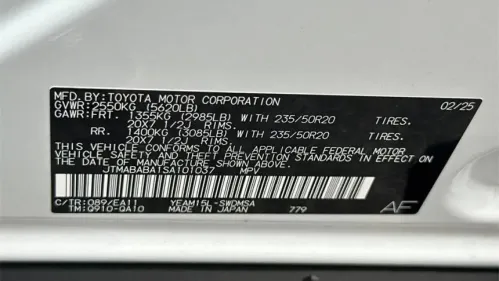 MFD.BY:TOYOTA MOTOR CORPORATION 02/25
GVWR:2550KG (5620LB)
GAWR:FRT. 1355KG (2985LB) WITH 235/50R20 TIRES.
20X7 1/2J RIMS.
RR. 1400KG (3085LB) WITH 235/50R20 TIRES.
20X7 1/2J RIMS.
THIS VEHICLE CONFORMS TO ALL APPLICABLE FEDERAL MOTOR
VEHICLE SAFETY AND THEFT PREVENTION STANDARDS IN EFFECT ON THE
DATE OF MANUFACTURE SHOWN ABOVE.
JTMABABA1SA101037 MPV
C/TR:089/EA11 YEAM15L-SWDMSA
TM:Q910-QA10 MADE IN JAPAN 779 AF